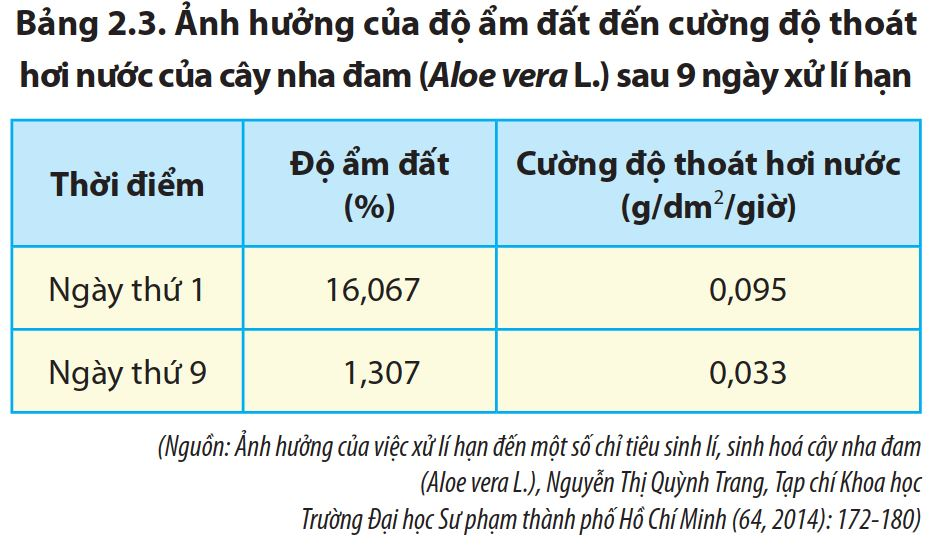 Bảng 2.3. Ảnh hưởng của độ ẩm đất đến cường độ thoát
hơi nước của cây nha đam (Aloe vera L.) sau 9 ngày xử lí hạn
Thời điểm
Độ ẩm đất
(%)
Cường độ thoát hơi nước
(g/dm²/giờ)
Ngày thứ 1
16,067
0,095
Ngày thứ 9
1,307
0,033
(Nguồn: Ảnh hưởng của việc xử lí hạn đến một số chỉ tiêu sinh lí, sinh hoá cây nha đam
(Aloe vera L.), Nguyễn Thị Quỳnh Trang, Tạp chí Khoa học
Trường Đại học Sư phạm thành phố Hồ Chí Minh (64, 2014): 172-180)